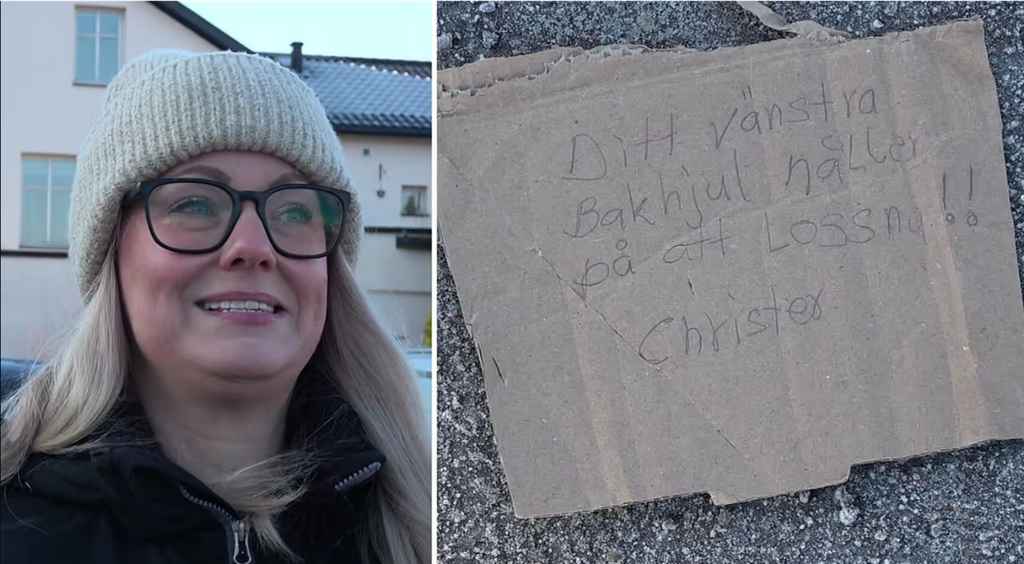 Ditt vänstra
Bakhjul håller
på att Lossna!!
Christer